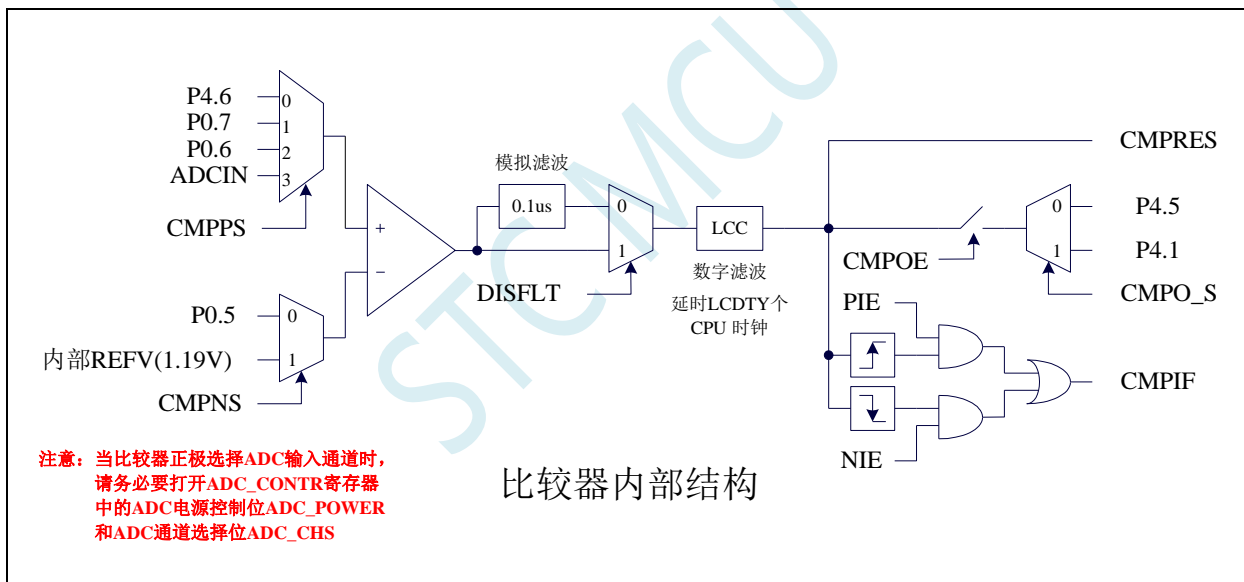 STC MCU
P4.6
0
P0.7
1
P0.6
2
ADCIN
3
CMPPS
+
−
P0.5
0
内部REFV(1.19V)
1
CMPNS
模拟滤波
0.1us
0
1
DISFLT
LCC
数字滤波
延时LCDTY个
CPU 时钟
CMPRES
0
P4.5
1
P4.1
CMPOE
CMPO_S
PIE
CMPIF
NIE
注意：当比较器正极选择ADC输入通道时，
请务必要打开ADC_CONTR寄存器
中的ADC电源控制位ADC_POWER
和ADC通道选择位ADC_CHS
比较器内部结构